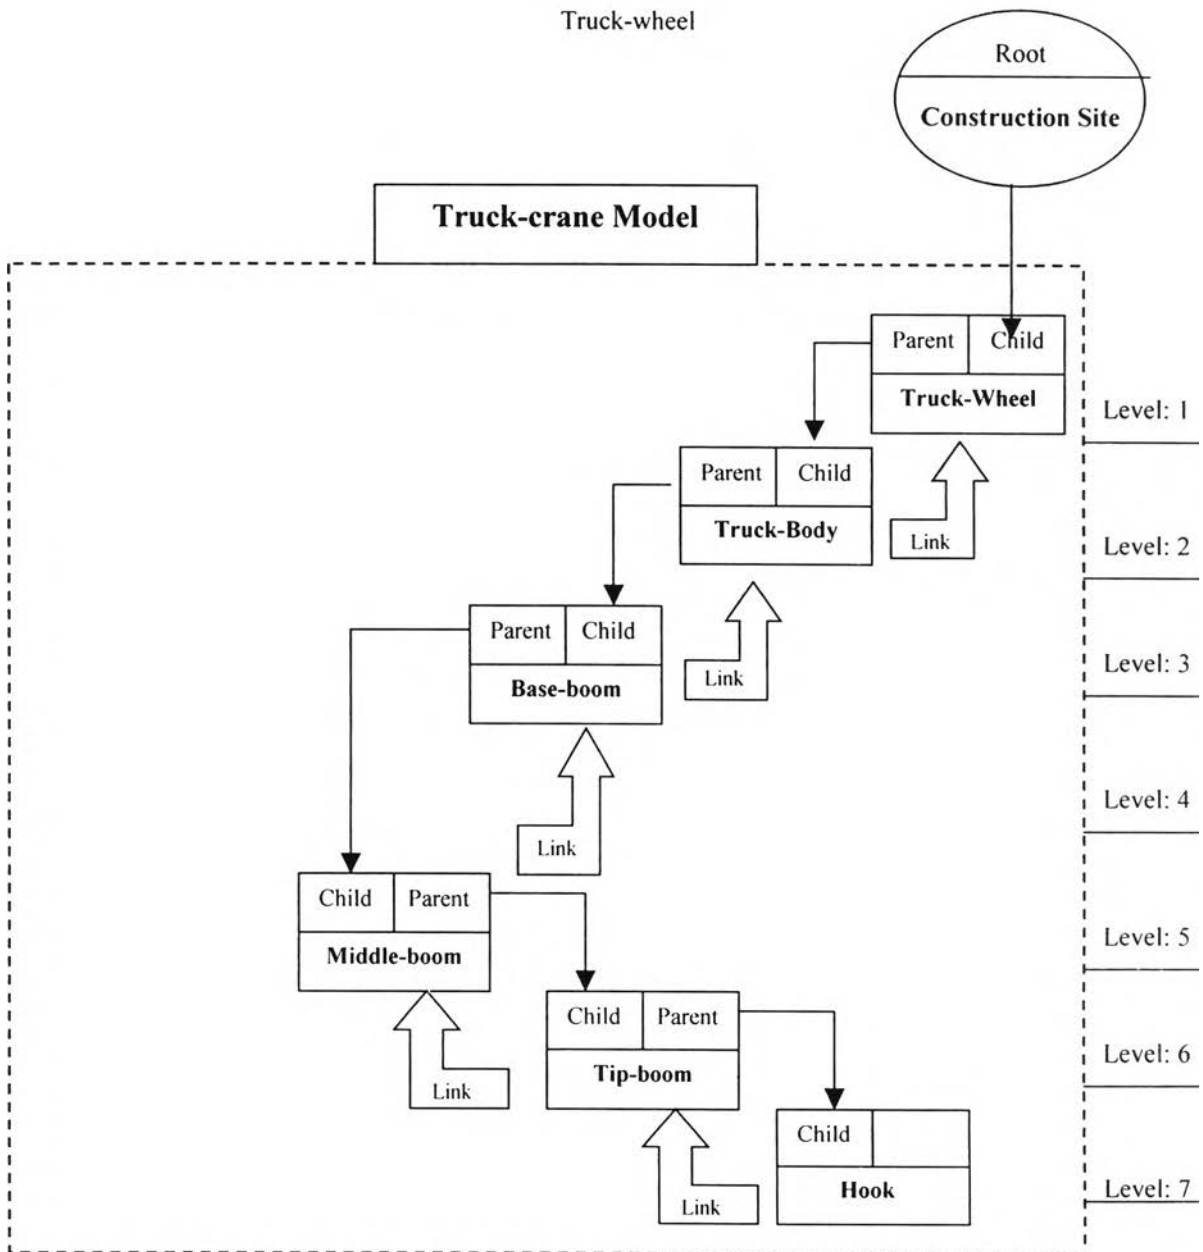 Truck-wheel
Root
Construction Site
Truck-crane Model
Parent Child
Truck-Wheel
Level: 1
Parent Child
Truck-Body
Link
Level: 2
Parent Child
Base-boom
Link
Level: 3
Link
Level: 4
Child Parent
Middle-boom
Level: 5
Child Parent
Tip-boom
Link
Level: 6
Child
Hook
Link
Level: 7